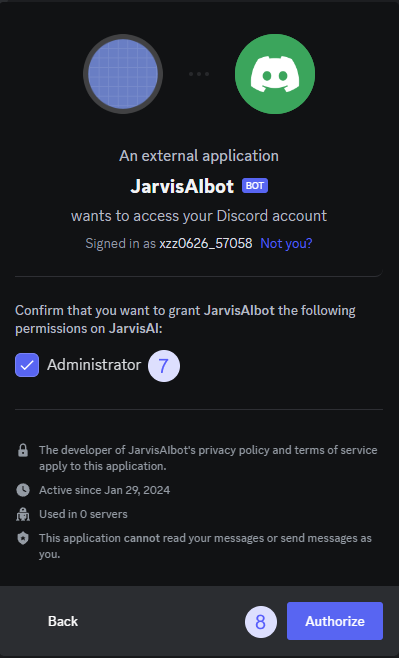 An external application
JarvisAIbot BOT
wants to access your Discord account
Signed in as xzz0626_57058 Not you?
Confirm that you want to grant JarvisAIbot the following
permissions on JarvisAI:
Administrator 7
The developer of JarvisAIbot's privacy policy and terms of service
apply to this application.
Active since Jan 29, 2024
Used in 0 servers
This application cannot read your messages or send messages as
you.
Back 8 Authorize